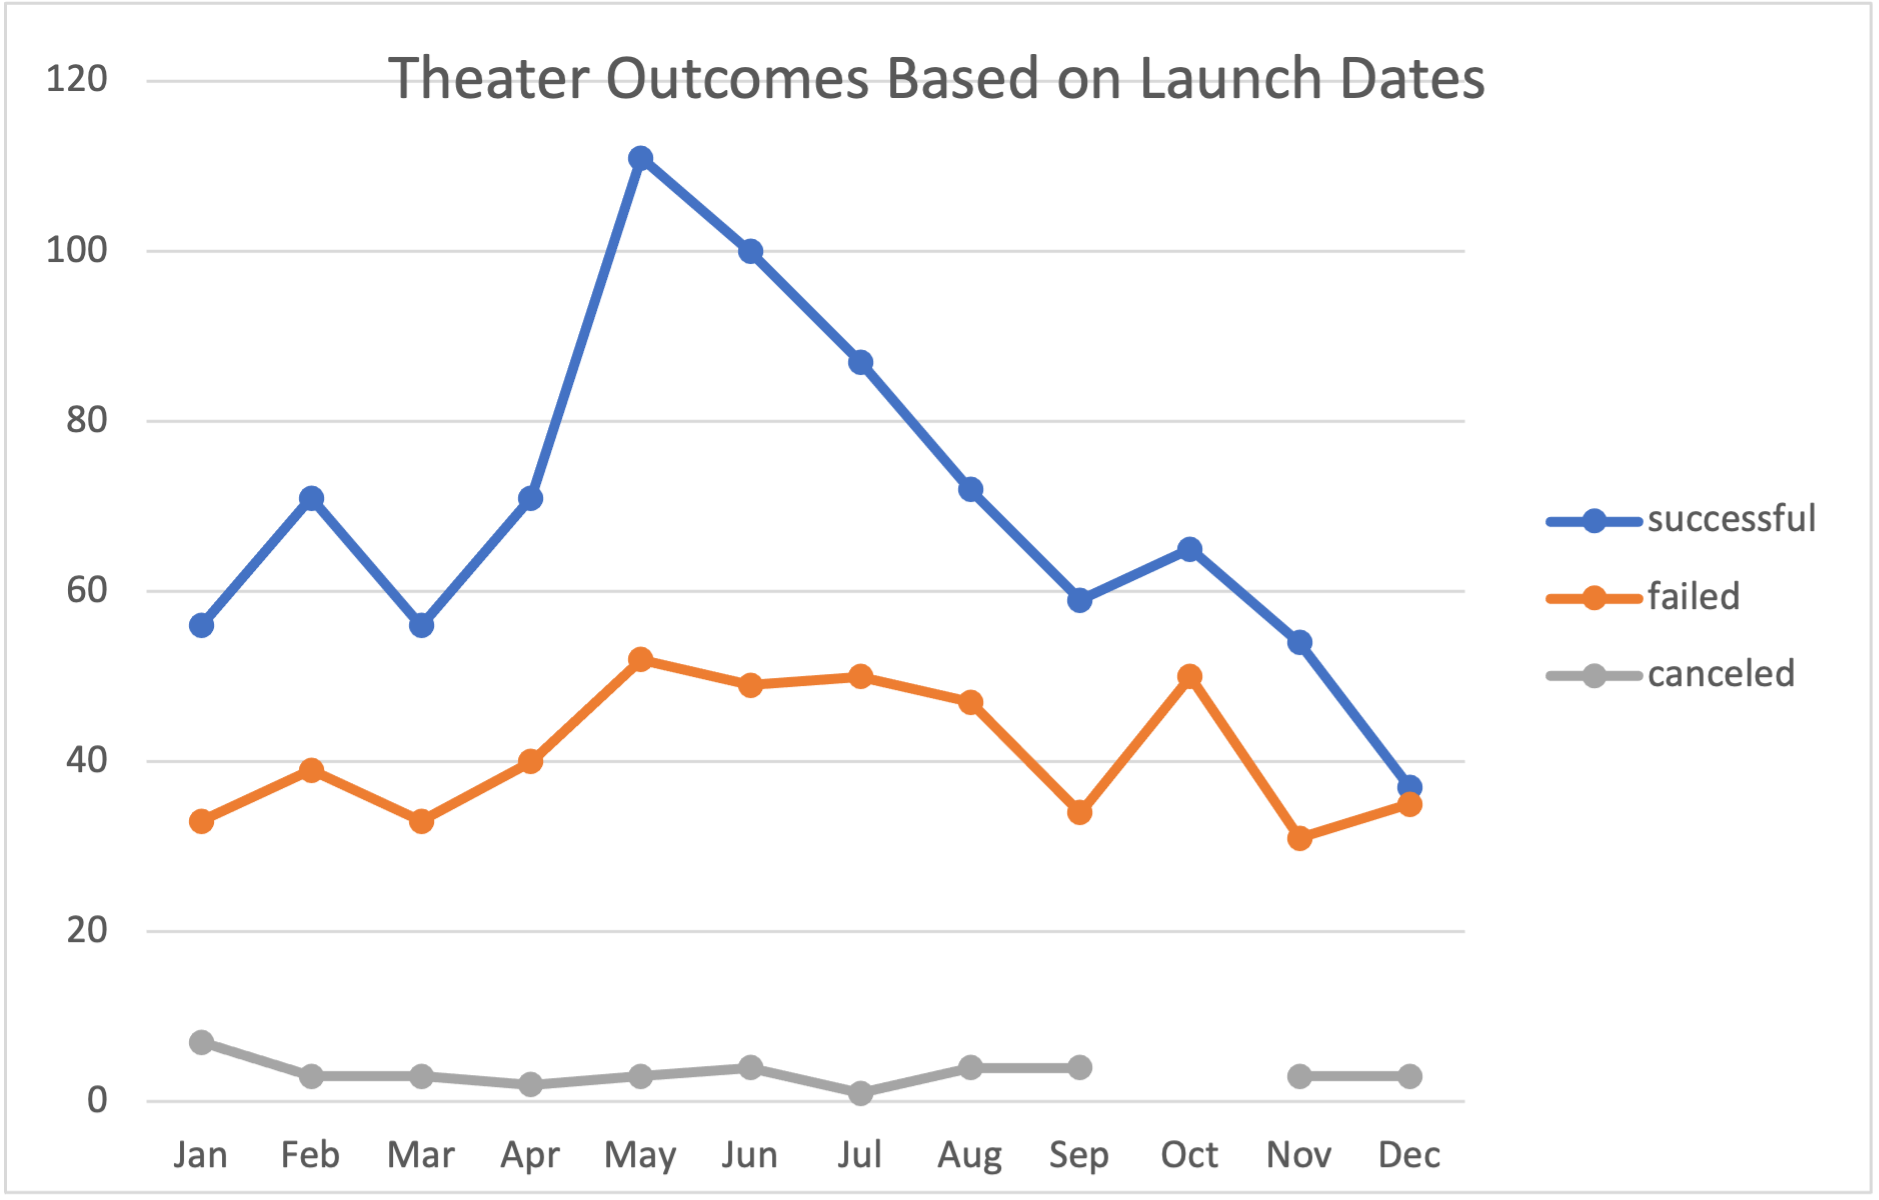 Theater Outcomes Based on Launch Dates
120
100
80
60
40
20
0
Jan Feb Mar Apr May Jun Jul Aug Sep Oct Nov Dec
successful
failed
canceled